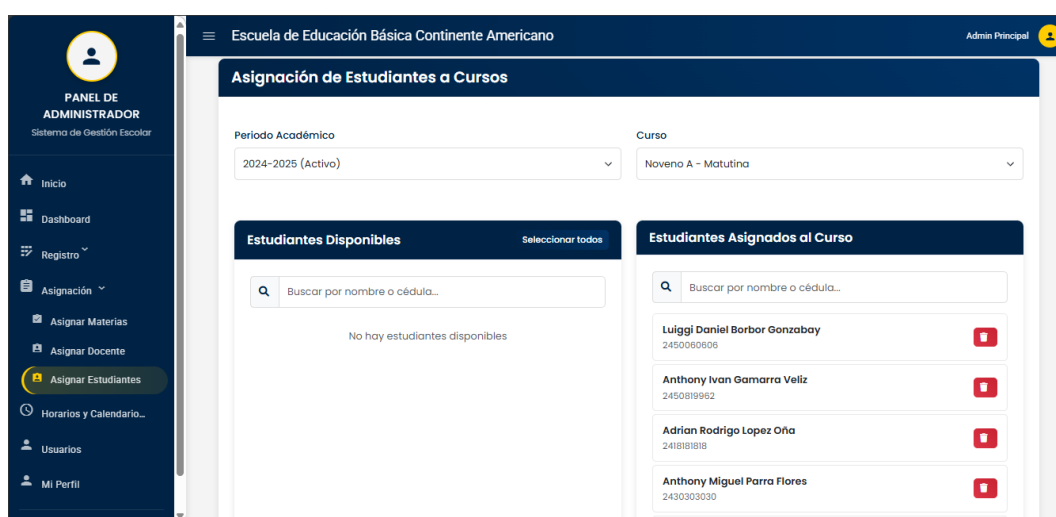 PANEL DE
ADMINISTRADOR
Sistema de Gestión Escolar
Inicio
Dashboard
Registro
Asignación
Asignar Materias
Asignar Docente
Asignar Estudiantes
Horarios y Calendario...
Usuarios
Mi Perfil
Escuela de Educación Básica Continente Americano
Admin Principal
Asignación de Estudiantes a Cursos
Periodo Académico
2024-2025 (Activo)
Curso
Noveno A - Matutina
Estudiantes Disponibles
Seleccionar todos
Buscar por nombre o cédula...
No hay estudiantes disponibles
Estudiantes Asignados al Curso
Buscar por nombre o cédula...
Luiggi Daniel Borbor Gonzabay
2450060606
Anthony Ivan Gamarra Veliz
2450819962
Adrian Rodrigo Lopez Oña
2418181818
Anthony Miguel Parra Flores
2430303030